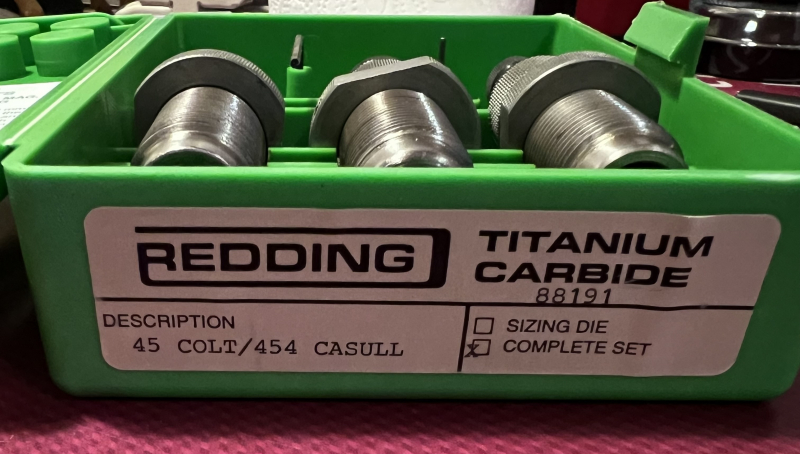 REDDING
TITANIUM
CARBIDE
88191
DESCRIPTION
45 COLT/454 CASULL
☐ SIZING DIE
x☐ COMPLETE SET